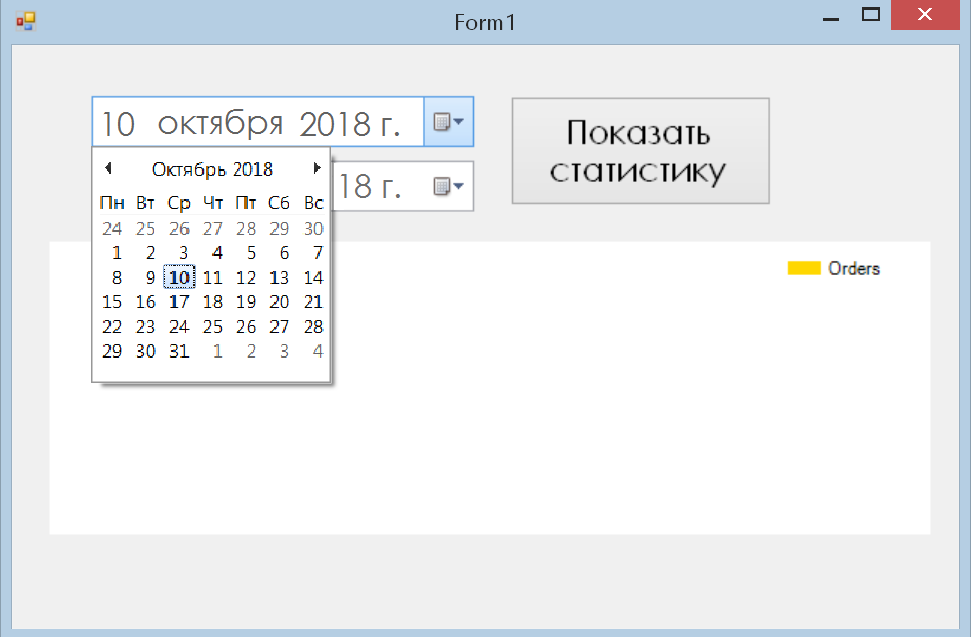 Form1
10 октября 2018 г.
Показать
статистику
18 г.
Октябрь 2018
Пн Вт Ср Чт Пт Сб Вс
24 25 26 27 28 29 30
1 2 3 4 5 6 7
8 9 10 11 12 13 14
15 16 17 18 19 20 21
22 23 24 25 26 27 28
29 30 31 1 2 3 4
Orders